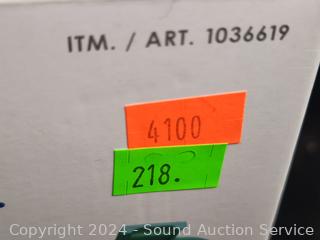 ITM. / ART. 1036619
4100
218.
Copyright 2024 - Sound Auction Service